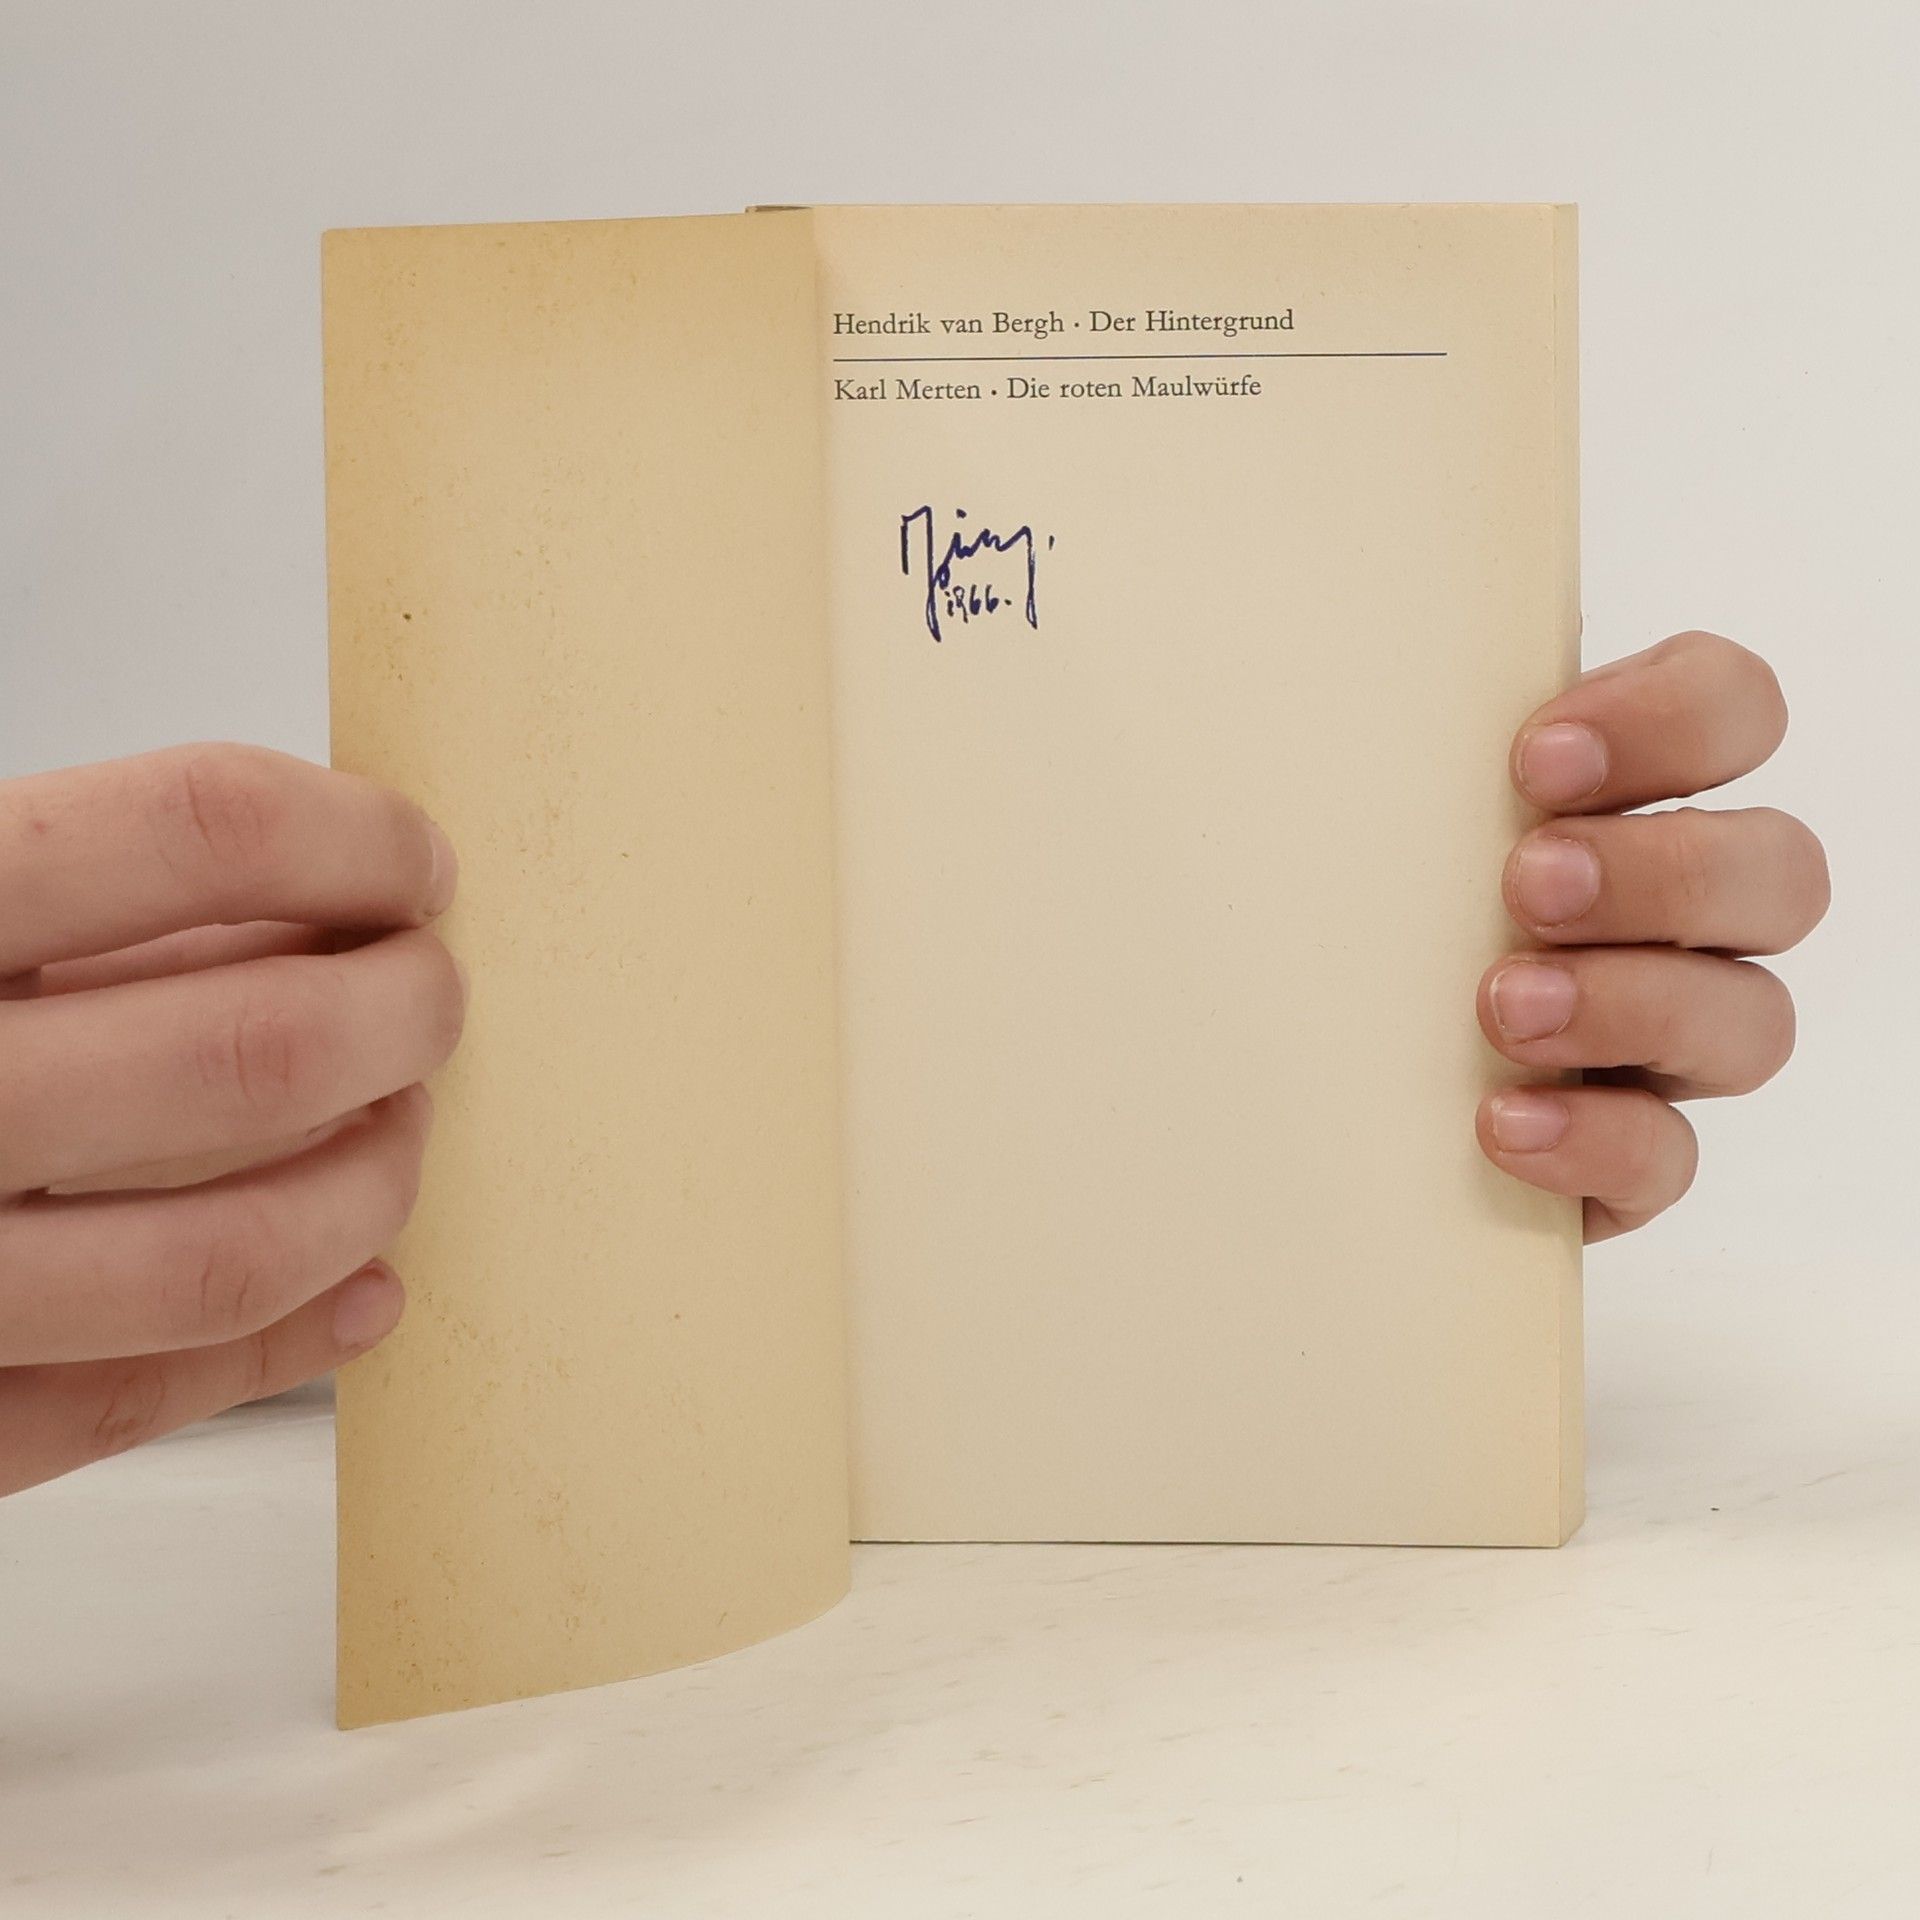 Hendrik van Bergh · Der Hintergrund
Karl Merten · Die roten Maulwürfe
1966.